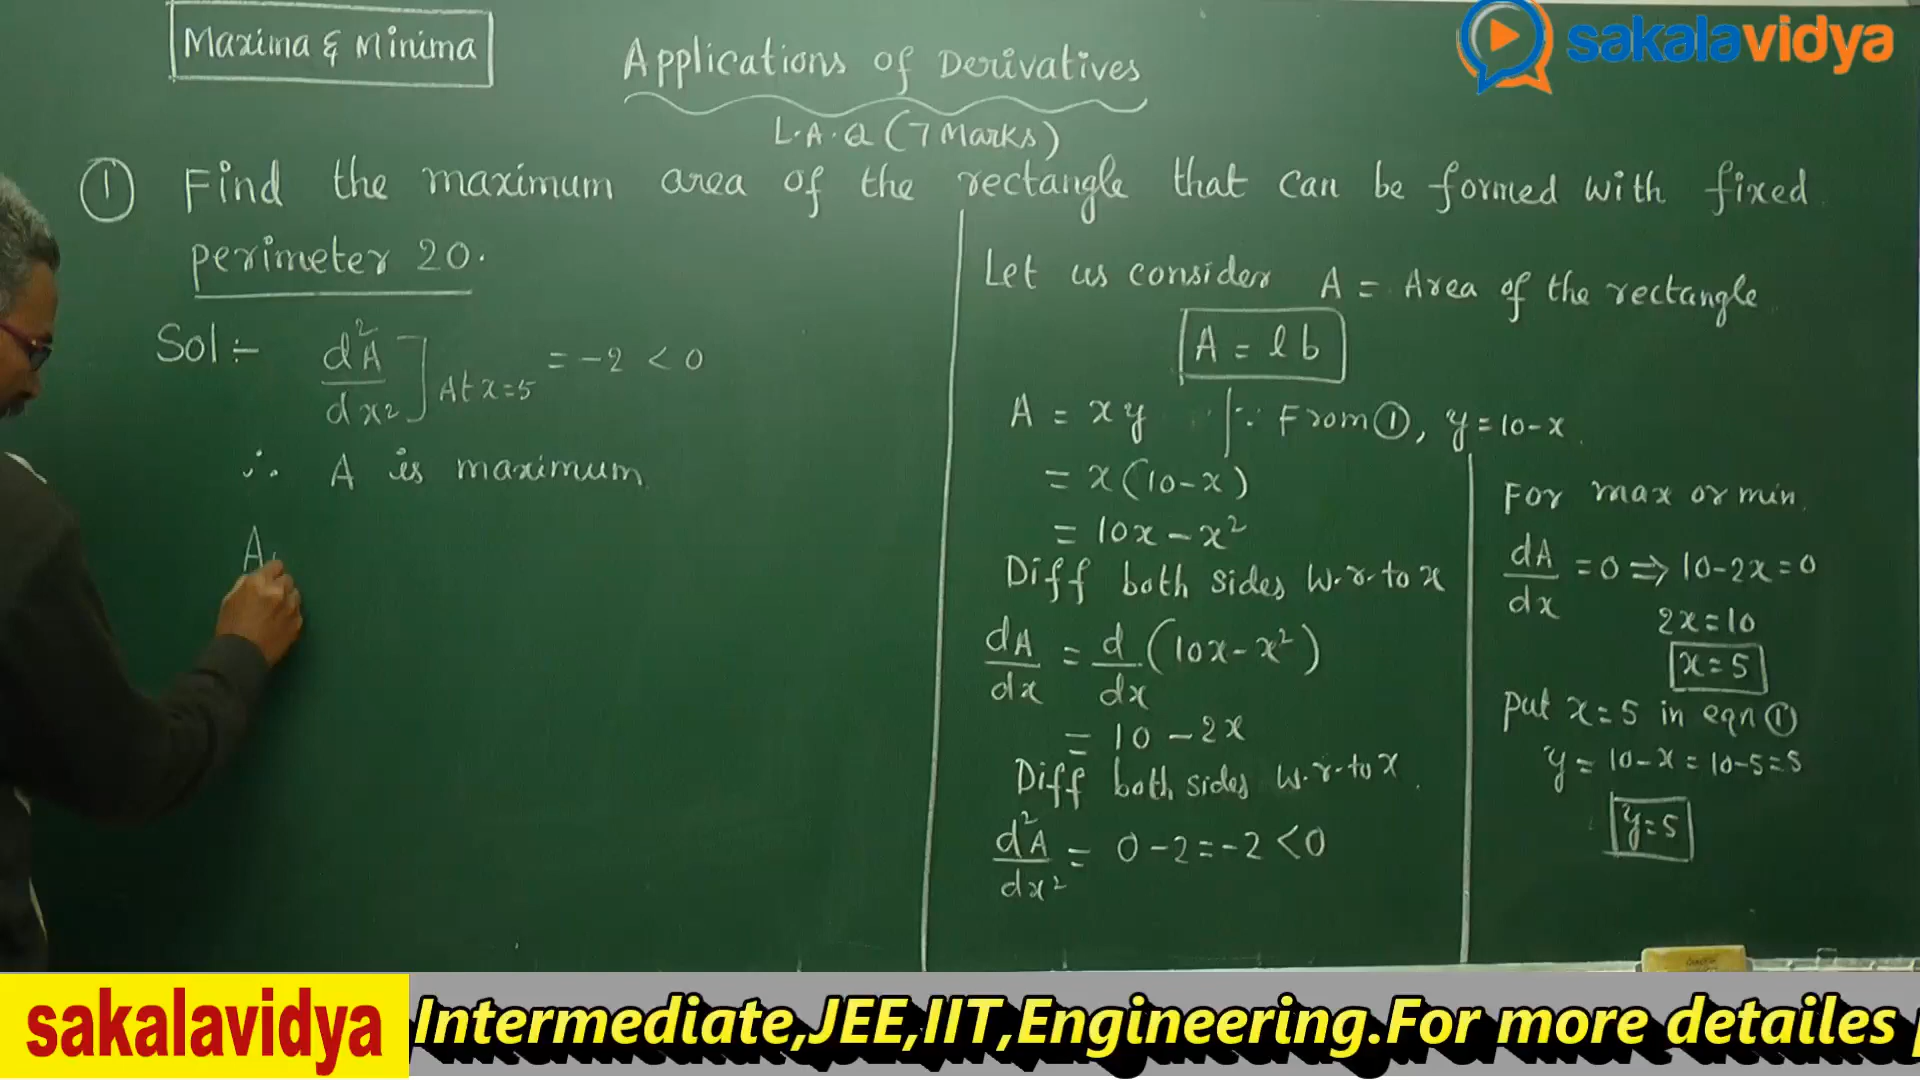 Maxima & Minima
Applications of Derivatives
L.A.Q (7 Marks)
sakalavidya
① Find the maximum area of the rectangle that can be formed with fixed
perimeter 20.
Sol :- d²A/dx² ] At x=5 = -2 < 0
∴ A is maximum
A
Let us consider A = Area of the rectangle
A = l b
A = xy ∵ From ①, y = 10-x
= x(10-x)
= 10x - x²
Diff both sides w.r.to x
dA/dx = d/dx (10x - x²)
= 10 - 2x
Diff both sides w.r.to x
d²A/dx² = 0-2 = -2 < 0
For max or min
dA/dx = 0 ⇒ 10-2x=0
2x=10
x=5
put x=5 in eqn ①
y = 10-x = 10-5=5
y=5
sakalavidya
Intermediate,JEE,IIT,Engineering.For more detailes